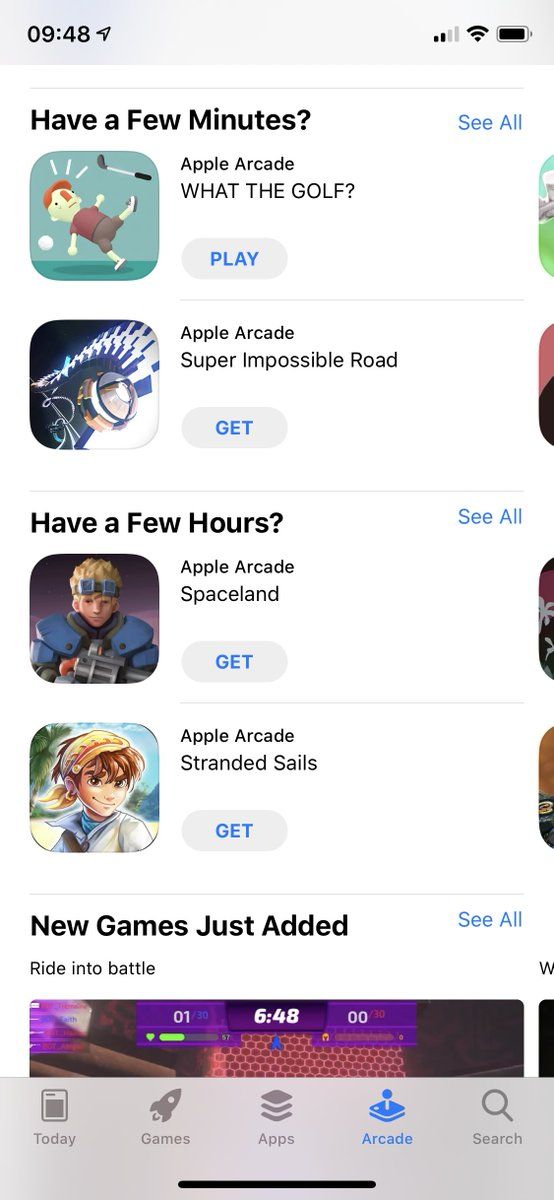 09:48
Have a Few Minutes?
See All
Apple Arcade
WHAT THE GOLF?
PLAY
Apple Arcade
Super Impossible Road
GET
Have a Few Hours?
See All
Apple Arcade
Spaceland
GET
Apple Arcade
Stranded Sails
GET
New Games Just Added
See All
Ride into battle
W
01/30
6:48
00/30
57
0
Today
Games
Apps
Arcade
Search